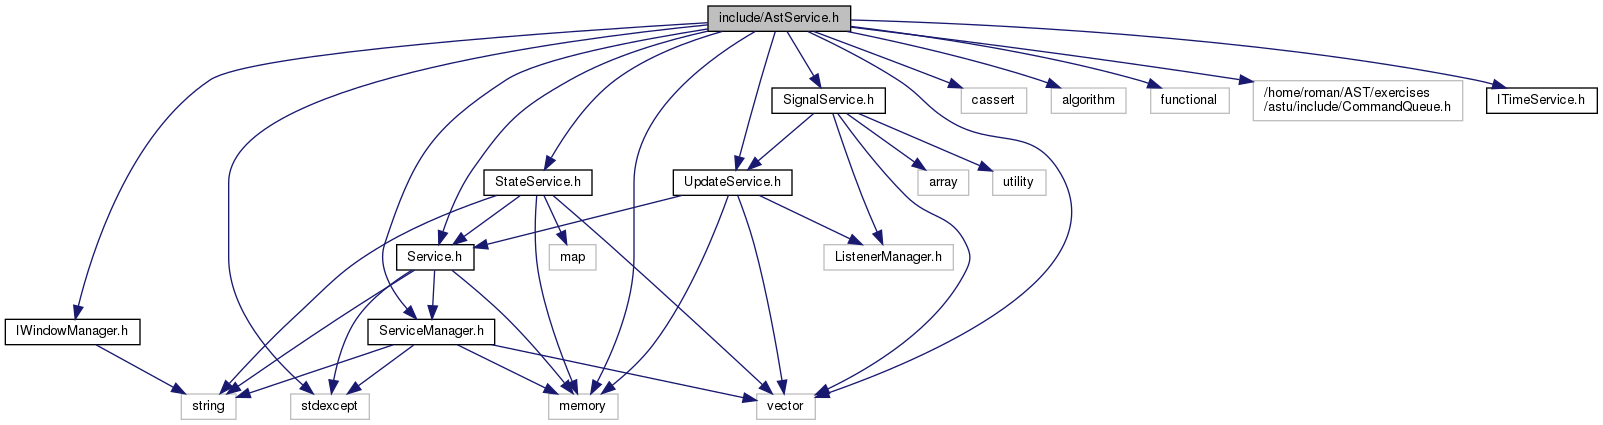 include/AstService.h
SignalService.h
cassert
algorithm
functional
/home/roman/AST/exercises
/astu/include/CommandQueue.h
ITimeService.h
StateService.h
UpdateService.h
array
utility
Service.h
map
ListenerManager.h
IWindowManager.h
ServiceManager.h
string
stdexcept
memory
vector